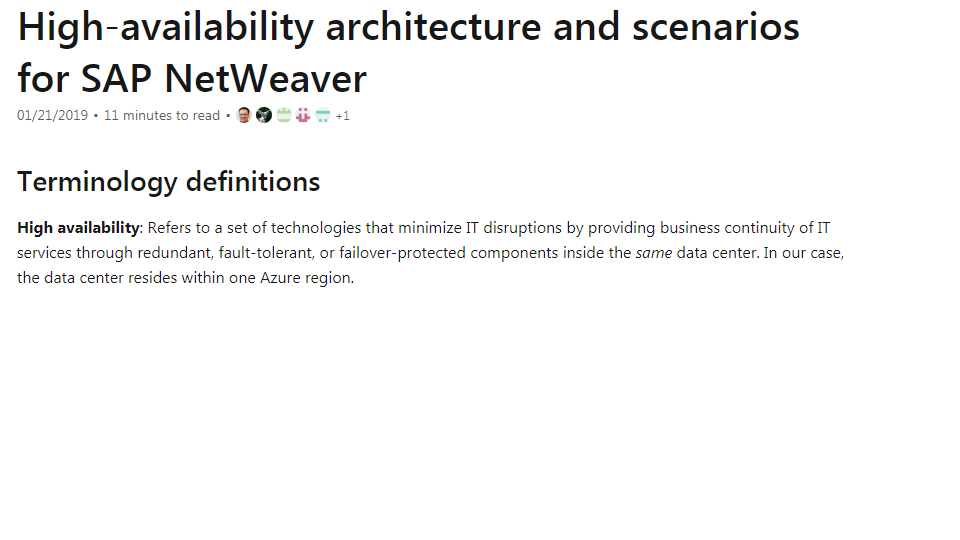 High-availability architecture and scenarios
for SAP NetWeaver
01/21/2019 • 11 minutes to read • +1
Terminology definitions
High availability: Refers to a set of technologies that minimize IT disruptions by providing business continuity of IT
services through redundant, fault-tolerant, or failover-protected components inside the same data center. In our case,
the data center resides within one Azure region.